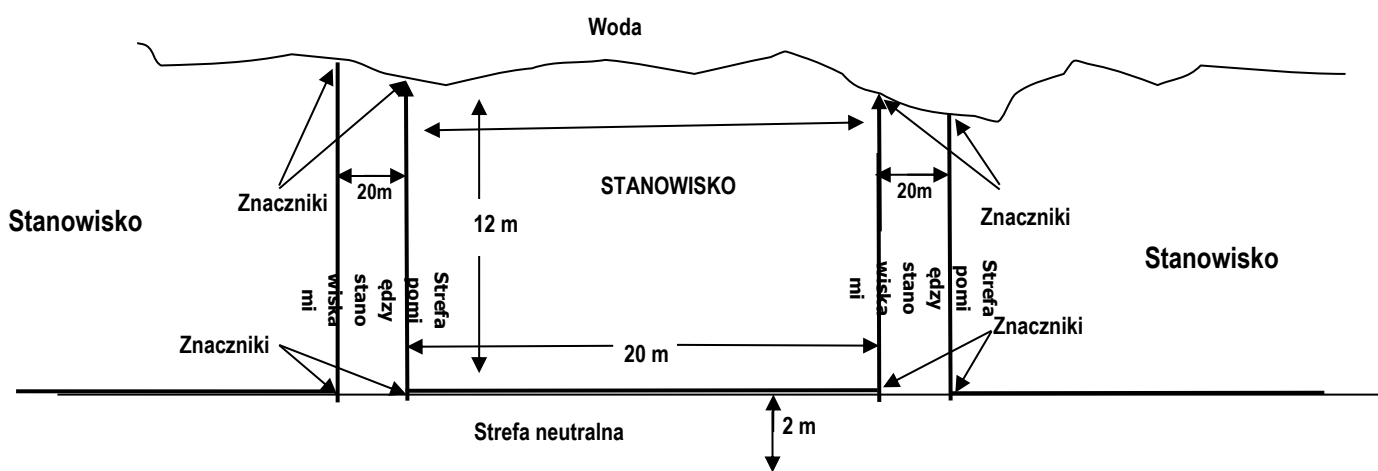 Woda
20m
STANOWISKO
20m
Znaczniki
Znaczniki
Stanowisko
12 m
Stanowisko
Strefa
pomi
ędzy
stano
wiska
mi
Strefa
pomi
ędzy
stano
wiska
mi
Znaczniki
Znaczniki
20 m
Strefa neutralna
2 m